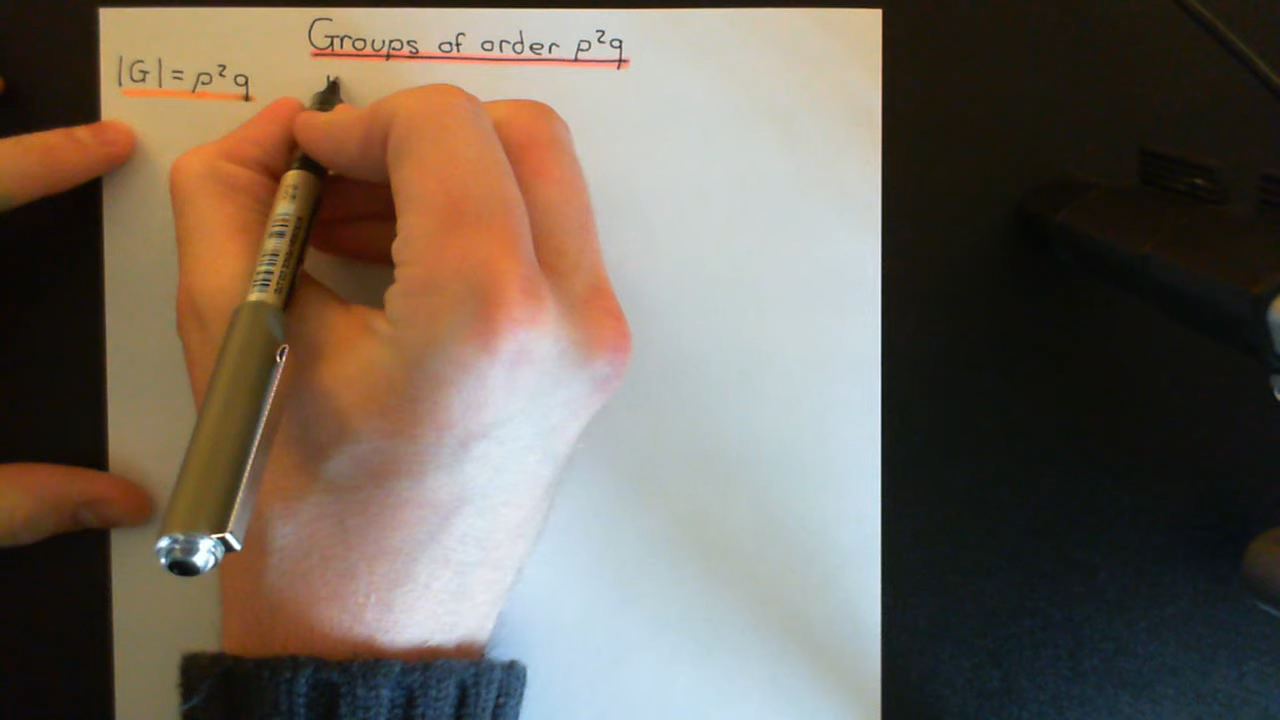 Groups of order p²q
|G| = p²q